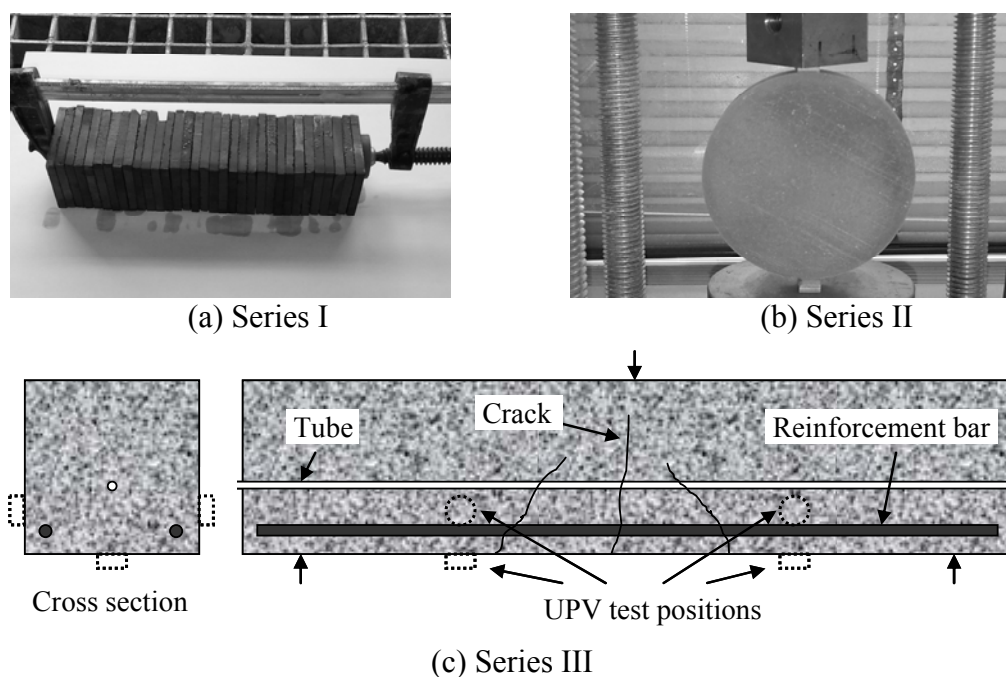 (a) Series I
(b) Series II
Tube
Crack
Reinforcement bar
Cross section
UPV test positions
(c) Series III